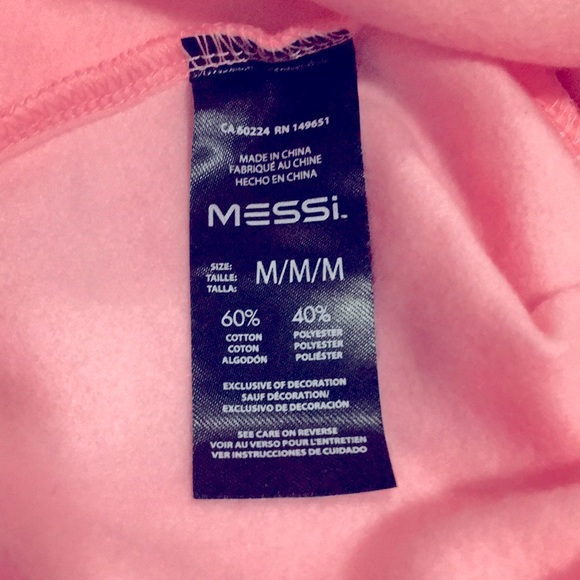 CA 60224 RN 149651
MADE IN CHINA
FABRIQUÉ AU CHINE
HECHO EN CHINA
MESSi™
SIZE:
TAILLE:
TALLA:
M/M/M
60%
COTTON
COTON
ALGODÓN
40%
POLYESTER
POLYESTER
POLIÉSTER
EXCLUSIVE OF DECORATION
SAUF DÉCORATION/
EXCLUSIVO DE DECORACIÓN
SEE CARE ON REVERSE
VOIR AU VERSO POUR L'ENTRETIEN
VER INSTRUCCIONES DE CUIDADO